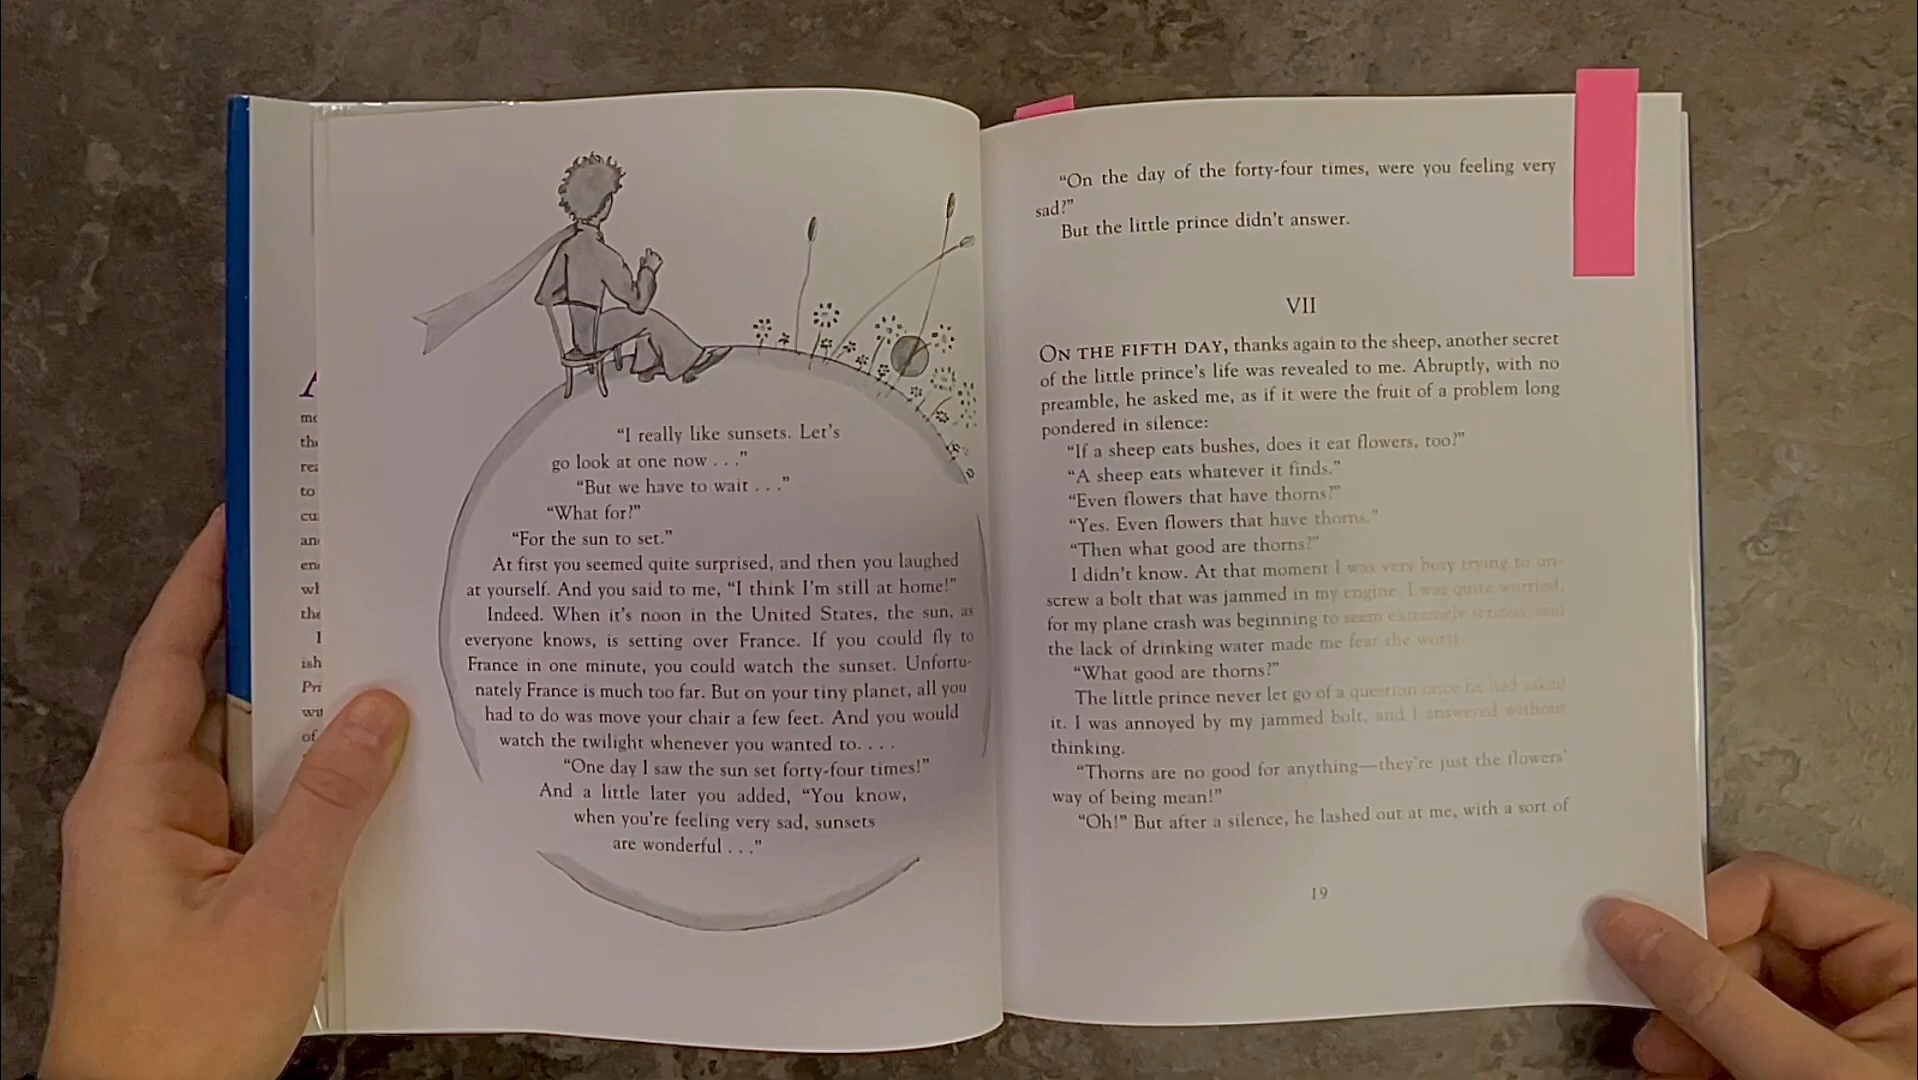 A
mo
the
rea
to
cu
an
en
wh
the
I
ish
Pri
wit
of
“I really like sunsets. Let’s
go look at one now . . .”
“But we have to wait . . .”
“What for?”
“For the sun to set.”
At first you seemed quite surprised, and then you laughed
at yourself. And you said to me, “I think I’m still at home!”
Indeed. When it’s noon in the United States, the sun, as
everyone knows, is setting over France. If you could fly to
France in one minute, you could watch the sunset. Unfortu-
nately France is much too far. But on your tiny planet, all you
had to do was move your chair a few feet. And you would
watch the twilight whenever you wanted to. . . .
“One day I saw the sun set forty-four times!”
And a little later you added, “You know,
when you’re feeling very sad, sunsets
are wonderful . . .”
“On the day of the forty-four times, were you feeling very
sad?”
But the little prince didn’t answer.
VII
ON THE FIFTH DAY, thanks again to the sheep, another secret
of the little prince’s life was revealed to me. Abruptly, with no
preamble, he asked me, as if it were the fruit of a problem long
pondered in silence:
“If a sheep eats bushes, does it eat flowers, too?”
“A sheep eats whatever it finds.”
“Even flowers that have thorns?”
“Yes. Even flowers that have thorns.”
“Then what good are thorns?”
I didn’t know. At that moment I was very busy trying to un-
screw a bolt that was jammed in my engine. I was quite worried,
for my plane crash was beginning to seem extremely serious, and
the lack of drinking water made me fear the worst.
“What good are thorns?”
The little prince never let go of a question once he had asked
it. I was annoyed by my jammed bolt, and I answered without
thinking.
“Thorns are no good for anything—they’re just the flowers’
way of being mean!”
“Oh!” But after a silence, he lashed out at me, with a sort of
19